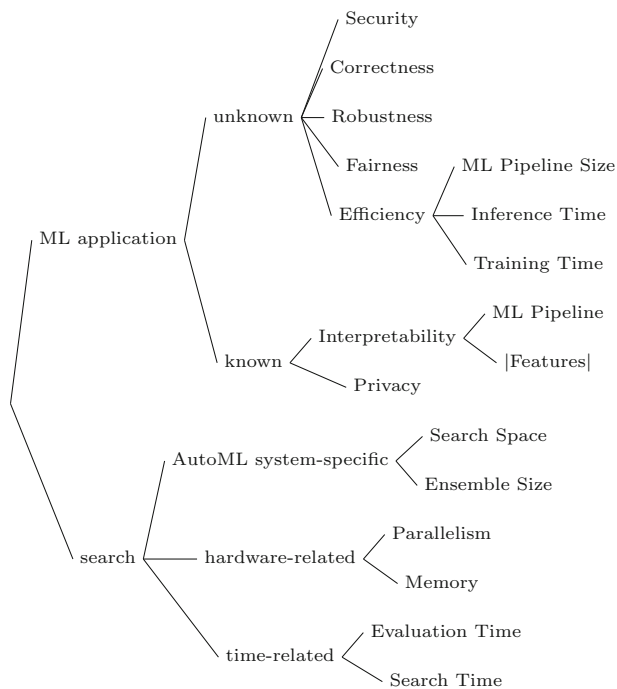 Security
Correctness
unknown
Robustness
Fairness
ML Pipeline Size
Efficiency
Inference Time
ML application
Training Time
ML Pipeline
Interpretability
known
|Features|
Privacy
Search Space
AutoML system-specific
Ensemble Size
Parallelism
search
hardware-related
Memory
Evaluation Time
time-related
Search Time